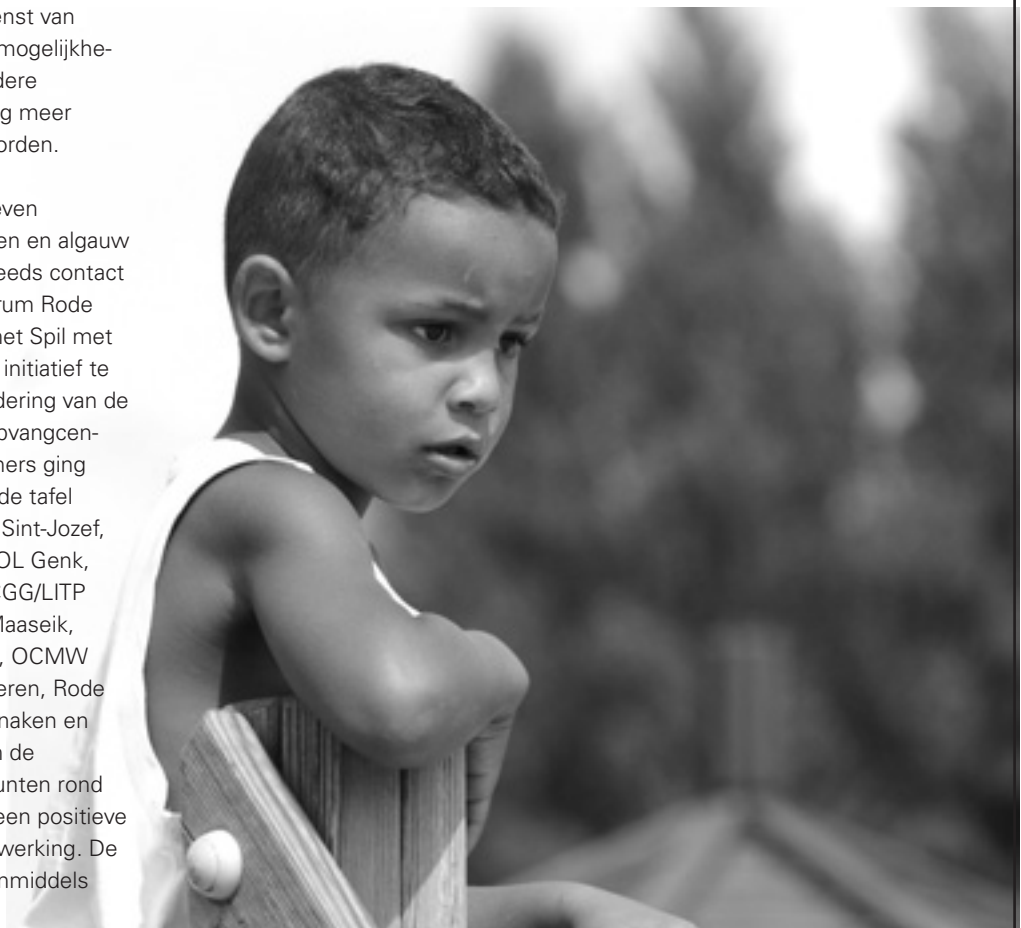 enst van
mogelijkhe-
dere
g meer
orden.
even
en en algauw
eeds contact
rum Rode
het Spil met
initiatief te
dering van de
pvangcen-
ners ging
de tafel
Sint-Jozef,
OL Genk,
CGG/LITP
Maaseik,
, OCMW
eren, Rode
maken en
n de
unten rond
een positieve
werking. De
nmiddels